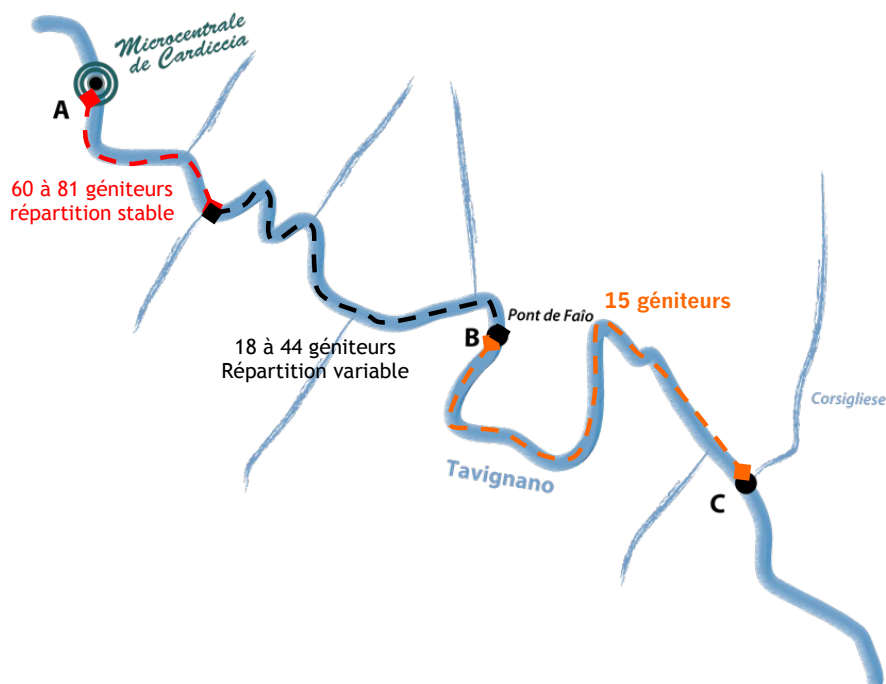 Microcentrale
de Cardiccia
A
60 à 81 géniteurs
répartition stable
Pont de Faîo
15 géniteurs
B
18 à 44 géniteurs
Répartition variable
Corsigliese
Tavignano
C